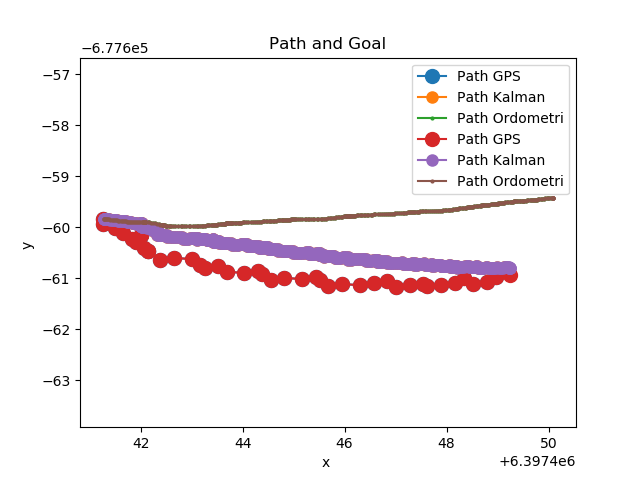 Path and Goal
−6.776e5
Path GPS
Path Kalman
Path Ordometri
Path GPS
Path Kalman
Path Ordometri
−57
−58
−59
−60
−61
−62
−63
y
42 44 46 48 50
x
+6.3974e6